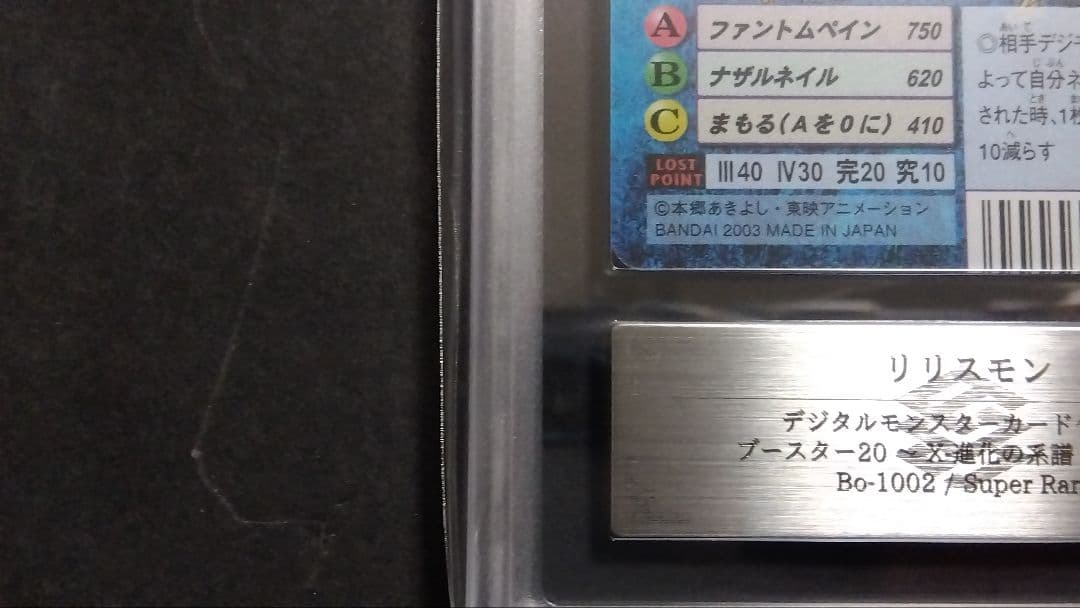 A ファントムペイン 750
B ナザルネイル 620
C まもる(Aを0に) 410
LOST POINT Ⅲ40 Ⅳ30 完20 究10
©本郷あきよし・東映アニメーション
BANDAI 2003 MADE IN JAPAN
◎相手デジモ
よって自分ネ
された時、1枚
10減らす
リリスモン
デジタルモンスターカード
ブースター20 ～X-進化の系譜
Bo-1002 / Super Rar